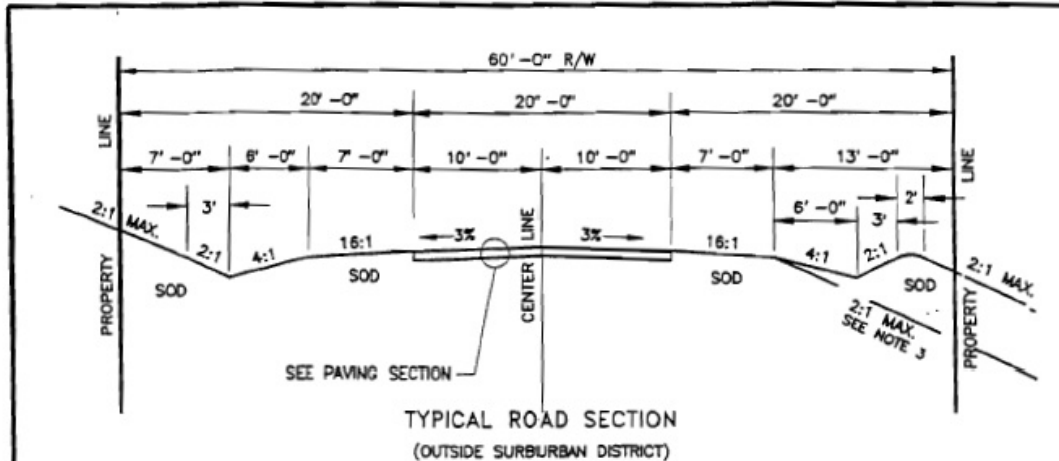 60'-0" R/W
20'-0" 20"-0" 20'-0"
7'-0" 6'-0" 7'-0" 10'-0" 10'-0" 7'-0" 13'-0"
LINE LINE
6'-0" 2'
3' 3'
2:1 MAX. 2:1 4:1 16:1 3% 3% 16:1 4:1 2:1
SOD SOD SOD SOD
2:1 MAX.
2:1 MAX.
SEE NOTE 3
PROPERTY CENTER LINE PROPERTY
SEE PAVING SECTION
TYPICAL ROAD SECTION
(OUTSIDE SURBURBAN DISTRICT)